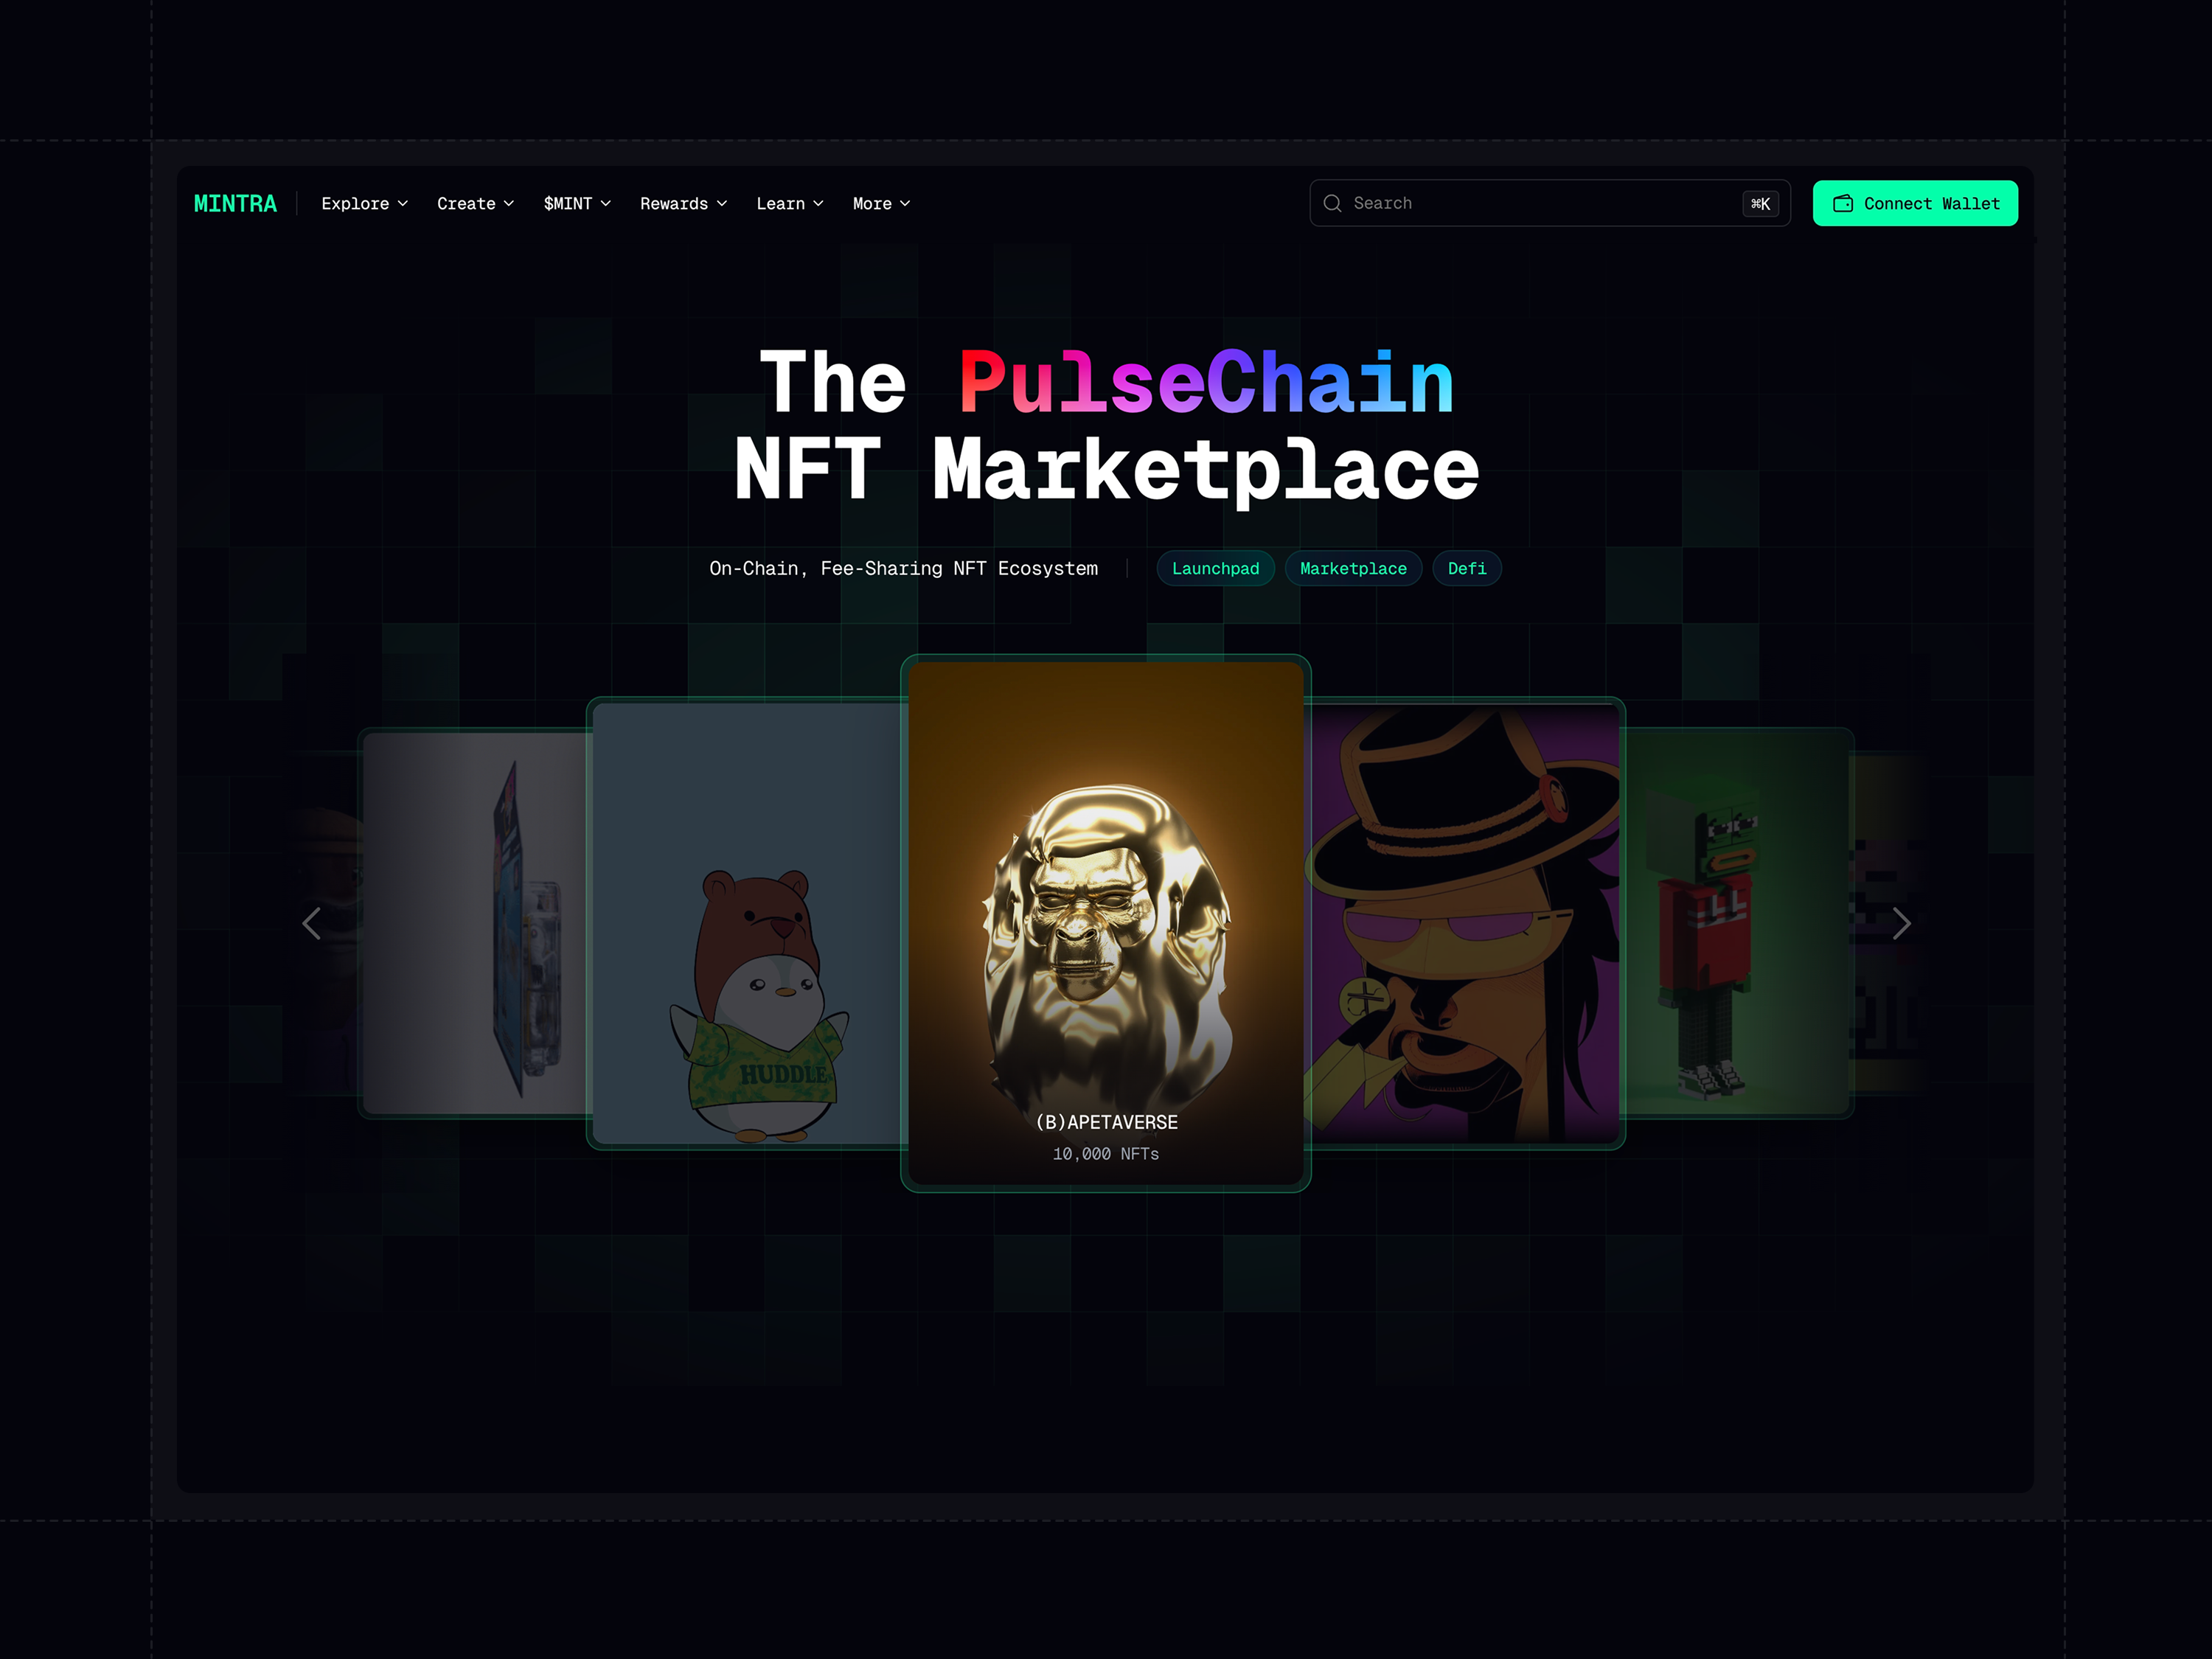 MINTRA
Explore
Create
$MINT
Rewards
Learn
More
Search
⌘K
Connect Wallet
The PulseChain
NFT Marketplace
On-Chain, Fee-Sharing NFT Ecosystem
Launchpad
Marketplace
Defi
HUDDLE
(B)APETAVERSE
10,000 NFTs